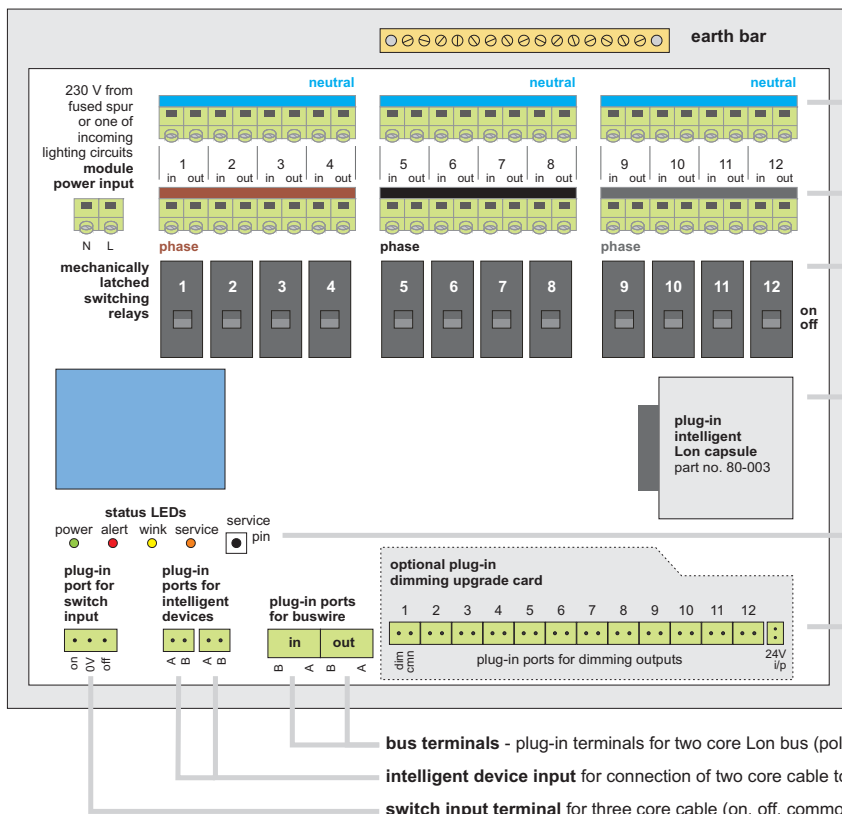 earth bar
neutral neutral neutral
230 V from
fused spur
or one of
incoming
lighting circuits
module
power input
1 2 3 4 5 6 7 8 9 10 11 12
in out in out in out in out in out in out in out in out in out in out in out in out
N L
phase phase phase
mechanically
latched
switching
relays
1 2 3 4 5 6 7 8 9 10 11 12
on
off
plug-in
intelligent
Lon capsule
part no. 80-003
status LEDs
power alert wink service
service
pin
plug-in
port for
switch
input
on 0V off
plug-in
ports for
intelligent
devices
A B A B
plug-in ports
for buswire
in out
B A B A
optional plug-in
dimming upgrade card
1 2 3 4 5 6 7 8 9 10 11 12
dim
cmn
plug-in ports for dimming outputs
24V
i/p
bus terminals - plug-in terminals for two core Lon bus (pol
intelligent device input for connection of two core cable to
switch input terminal for three core cable (on, off, commo